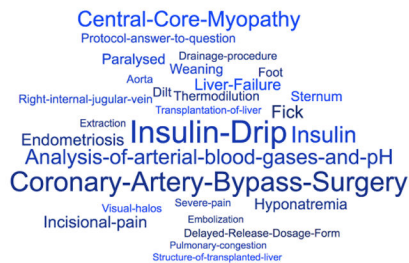 Central-Core-Myopathy
Protocol-answer-to-question
Paralysed Drainage-procedure
Weaning Foot
Aorta Liver-Failure
Right-internal-jugular-vein Dilt Thermodilution Sternum
Transplantation-of-liver Fick
Extraction
Endometriosis Insulin-Drip Insulin
Analysis-of-arterial-blood-gases-and-pH
Coronary-Artery-Bypass-Surgery
Visual-halos Severe-pain Hyponatremia
Incisional-pain Embolization
Delayed-Release-Dosage-Form
Pulmonary-congestion
Structure-of-transplanted-liver